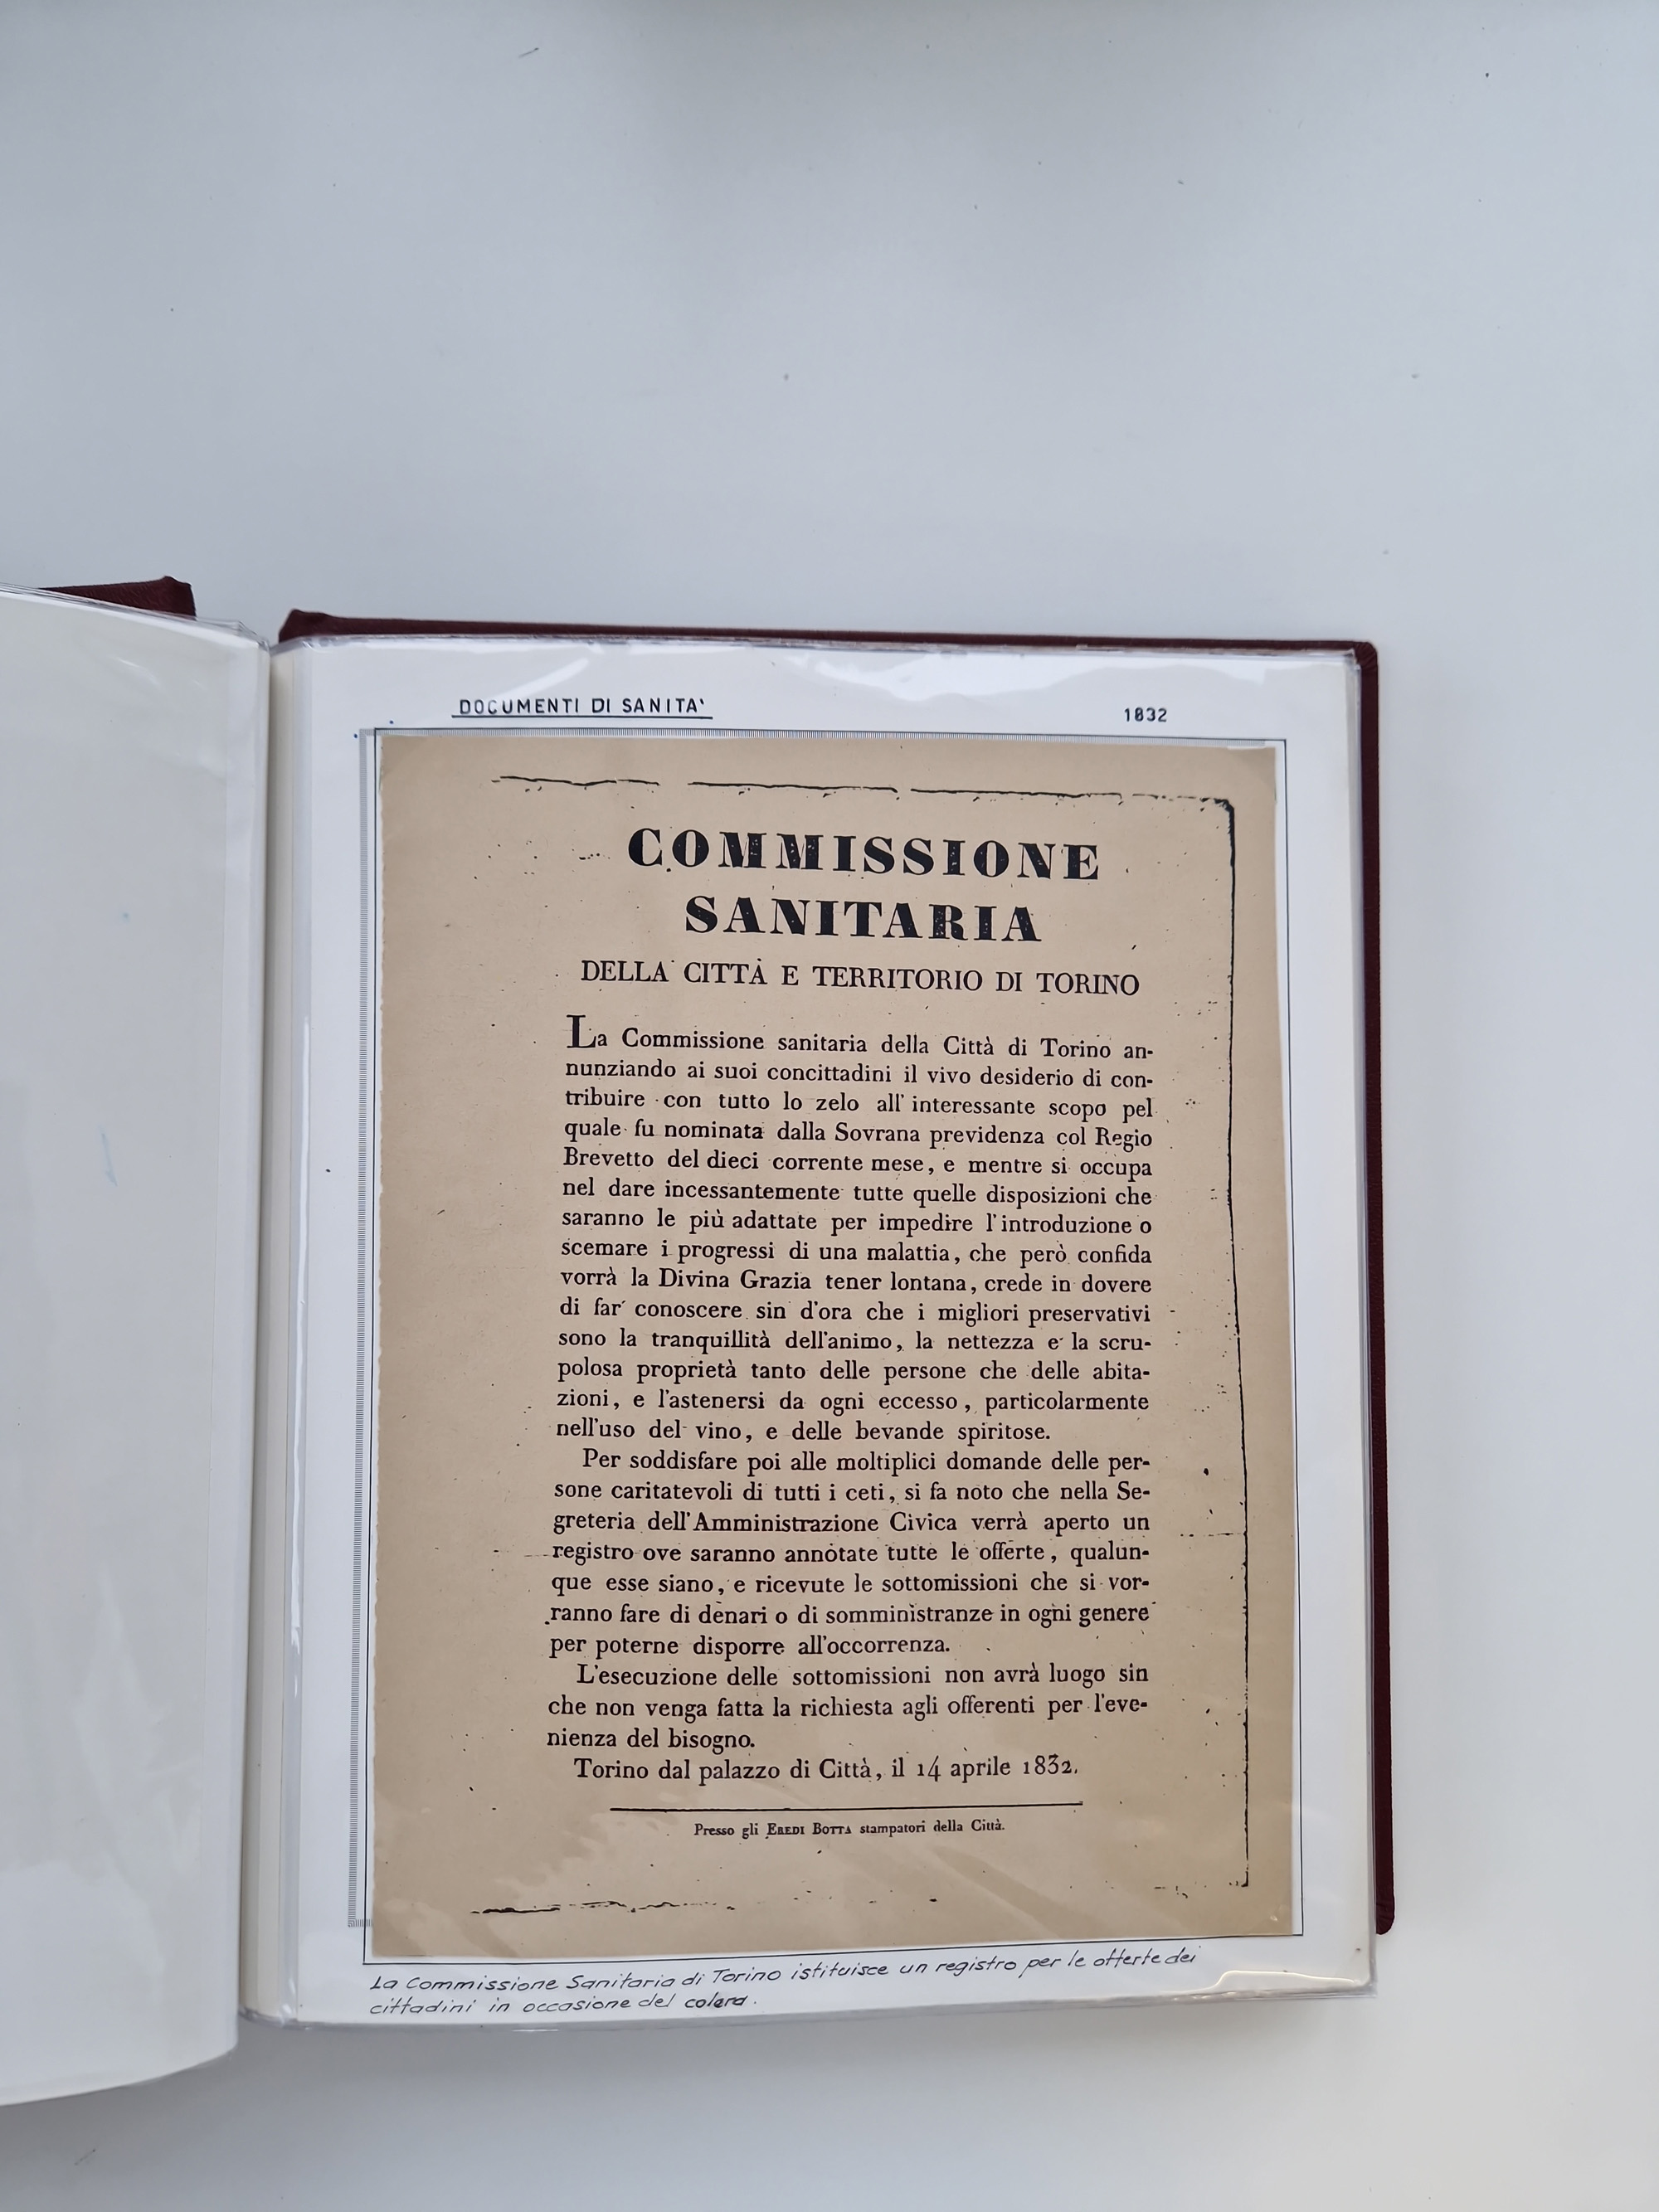 DOCUMENTI DI SANITA'
1832
COMMISSIONE
SANITARIA
DELLA CITTÀ E TERRITORIO DI TORINO
La Commissione sanitaria della Città di Torino an-
nunziando ai suoi concittadini il vivo desiderio di con-
tribuire con tutto lo zelo all'interessante scopo pel
quale fu nominata dalla Sovrana previdenza col Regio
Brevetto del dieci corrente mese, e mentre si occupa
nel dare incessantemente tutte quelle disposizioni che
saranno le più adattate per impedire l'introduzione o
scemare i progressi di una malattia, che però confida
vorrà la Divina Grazia tener lontana, crede in dovere
di far conoscere sin d'ora che i migliori preservativi
sono la tranquillità dell'animo, la nettezza e la scru-
polosa proprietà tanto delle persone che delle abita-
zioni, e l'astenersi da ogni eccesso, particolarmente
nell'uso del vino, e delle bevande spiritose.
Per soddisfare poi alle moltiplici domande delle per-
sone caritatevoli di tutti i ceti, si fa noto che nella Se-
greteria dell'Amministrazione Civica verrà aperto un
registro ove saranno annotate tutte le offerte, qualun-
que esse siano, e ricevute le sottomissioni che si vor-
ranno fare di denari o di somministranze in ogni genere
per poterne disporre all'occorrenza.
L'esecuzione delle sottomissioni non avrà luogo sin
che non venga fatta la richiesta agli offerenti per l'eve-
nienza del bisogno.
Torino dal palazzo di Città, il 14 aprile 1832.
Presso gli EREDI BOTTA stampatori della Città.
La Commissione Sanitaria di Torino istituisce un registro per le offerte dei
cittadini in occasione del colera.